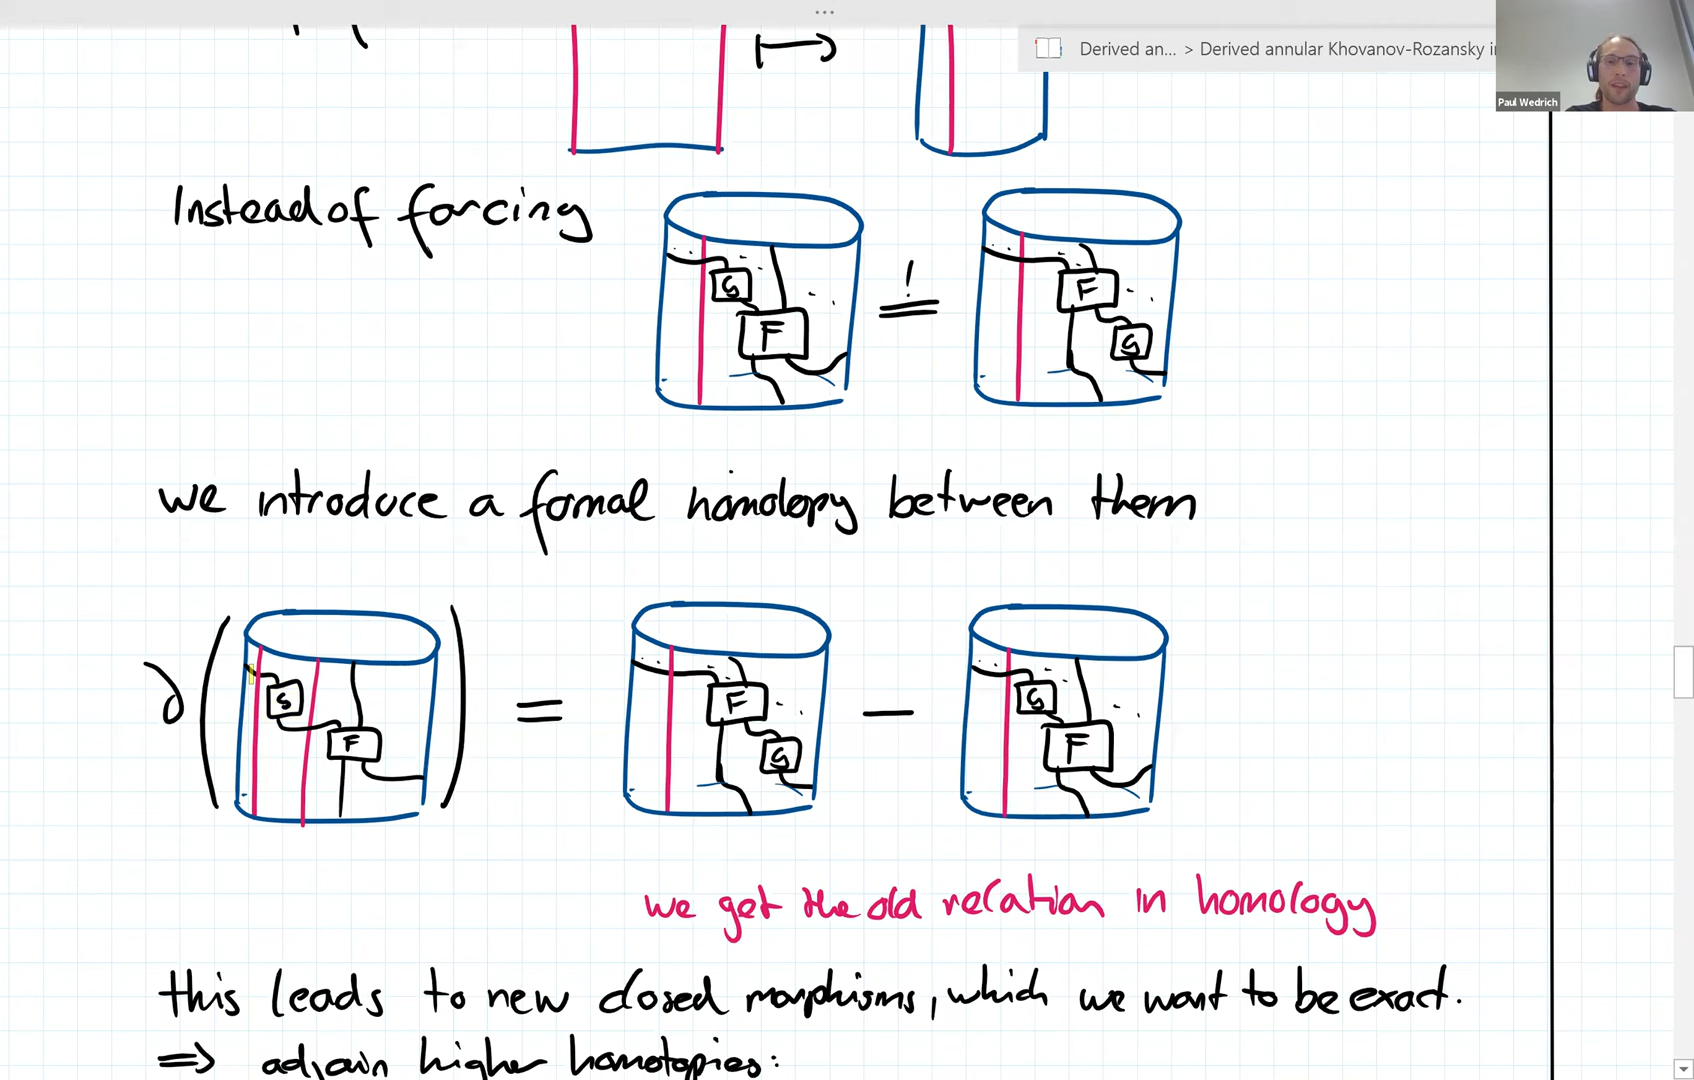 Derived an... > Derived annular Khovanov-Rozansky in
Paul Wedrich
Instead of forcing
G
F
!
=
F
G
we introduce a formal homotopy between them
∂ ( G F ) = F G − G F
we get the old relation in homology
this leads to new closed morphisms, which we want to be exact.
⇒ adjoin higher homotopies: